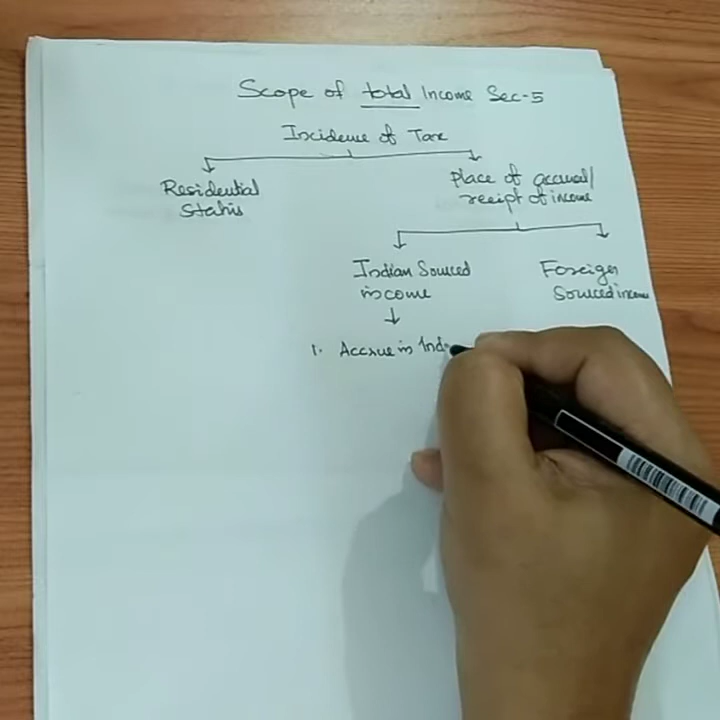 Scope of total Income Sec-5
Incidence of Tax
Residential
Status
Place of accrual/
receipt of income
Indian Sourced
income
Foreign
Sourced income
1. Accrue in Indi